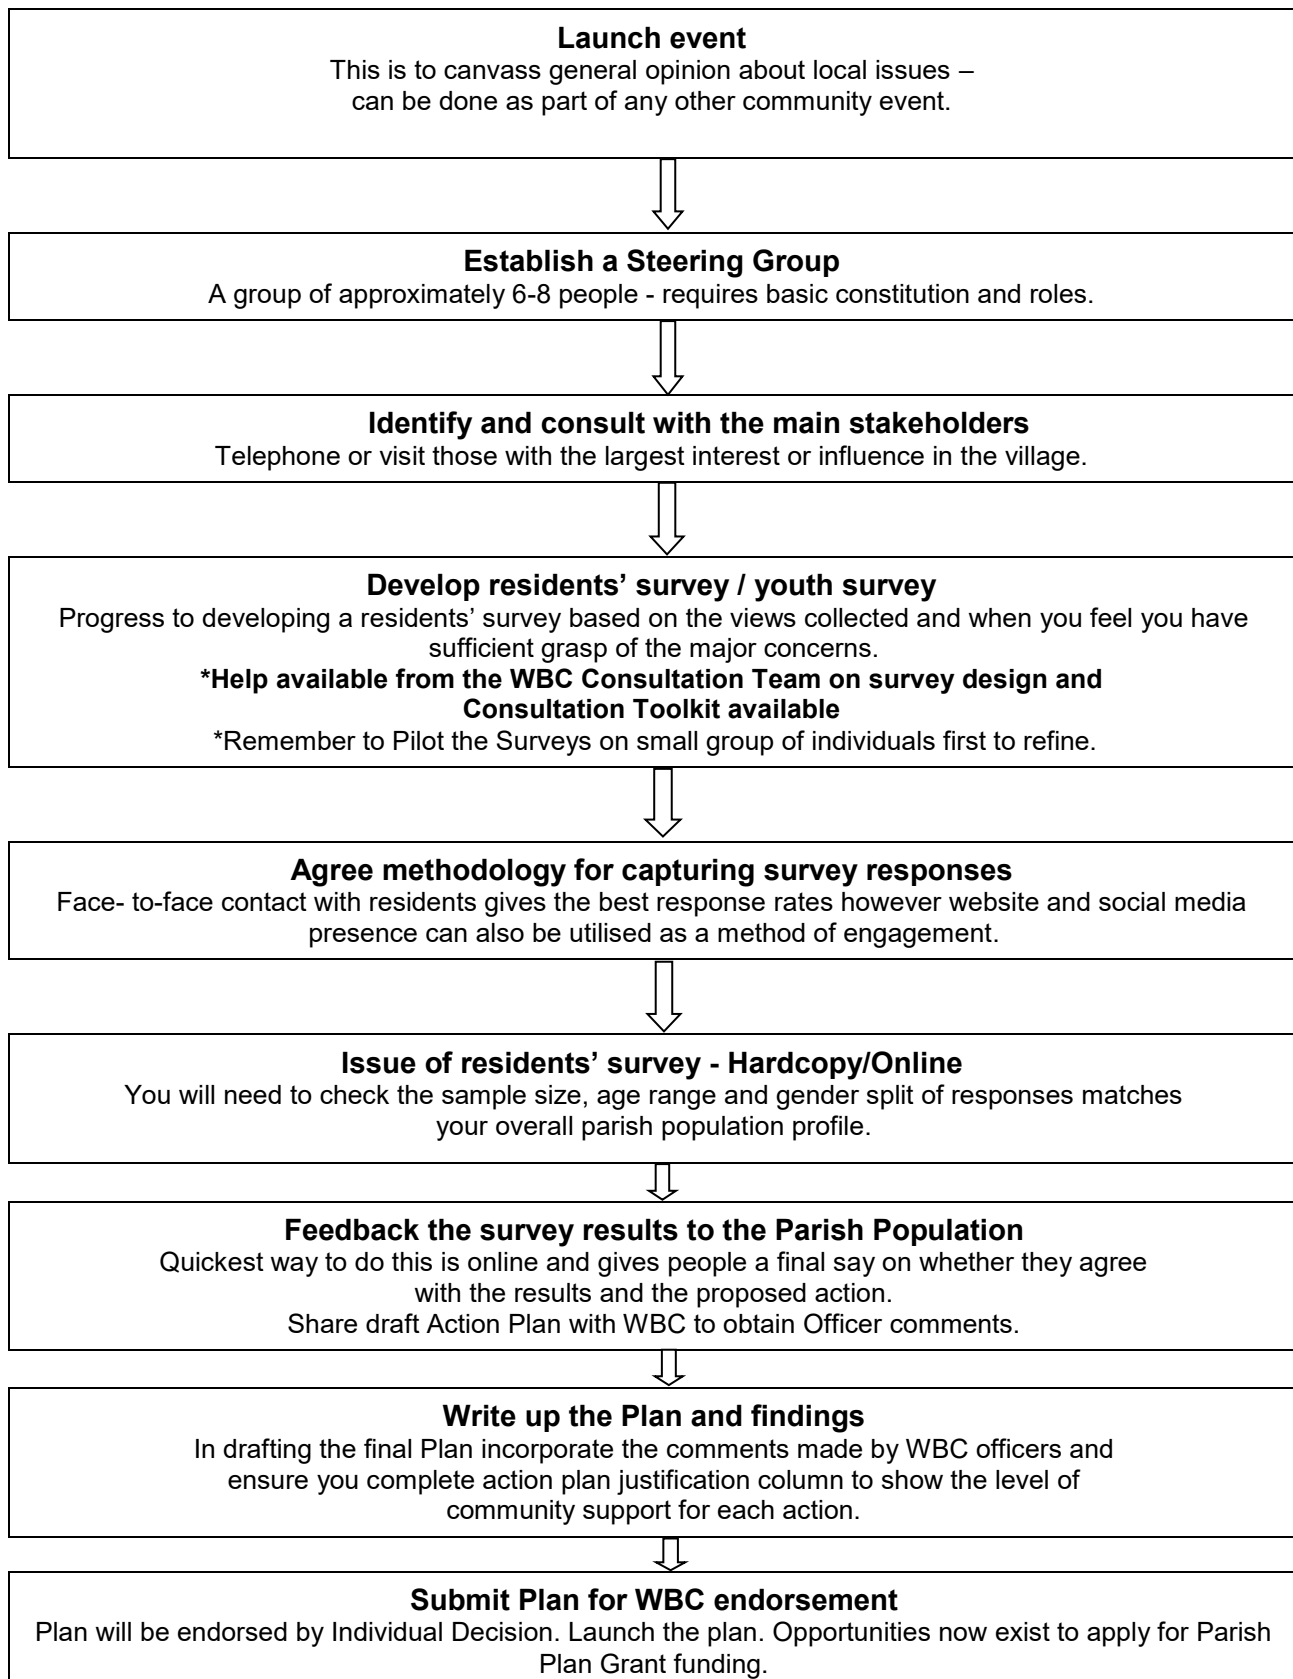 Launch event
This is to canvass general opinion about local issues –
can be done as part of any other community event.
Establish a Steering Group
A group of approximately 6-8 people - requires basic constitution and roles.
Identify and consult with the main stakeholders
Telephone or visit those with the largest interest or influence in the village.
Develop residents’ survey / youth survey
Progress to developing a residents’ survey based on the views collected and when you feel you have
sufficient grasp of the major concerns.
*Help available from the WBC Consultation Team on survey design and
Consultation Toolkit available
*Remember to Pilot the Surveys on small group of individuals first to refine.
Agree methodology for capturing survey responses
Face- to-face contact with residents gives the best response rates however website and social media
presence can also be utilised as a method of engagement.
Issue of residents’ survey - Hardcopy/Online
You will need to check the sample size, age range and gender split of responses matches
your overall parish population profile.
Feedback the survey results to the Parish Population
Quickest way to do this is online and gives people a final say on whether they agree
with the results and the proposed action.
Share draft Action Plan with WBC to obtain Officer comments.
Write up the Plan and findings
In drafting the final Plan incorporate the comments made by WBC officers and
ensure you complete action plan justification column to show the level of
community support for each action.
Submit Plan for WBC endorsement
Plan will be endorsed by Individual Decision. Launch the plan. Opportunities now exist to apply for Parish
Plan Grant funding.